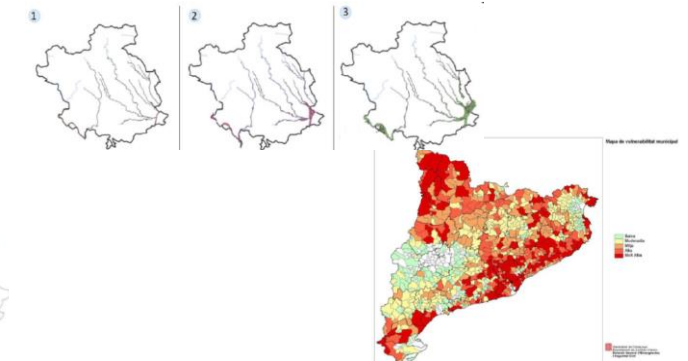 1
2
3
Mapa de vulnerabilitat municipal
Baixa
Moderada
Mitja
Alta
Molt Alta